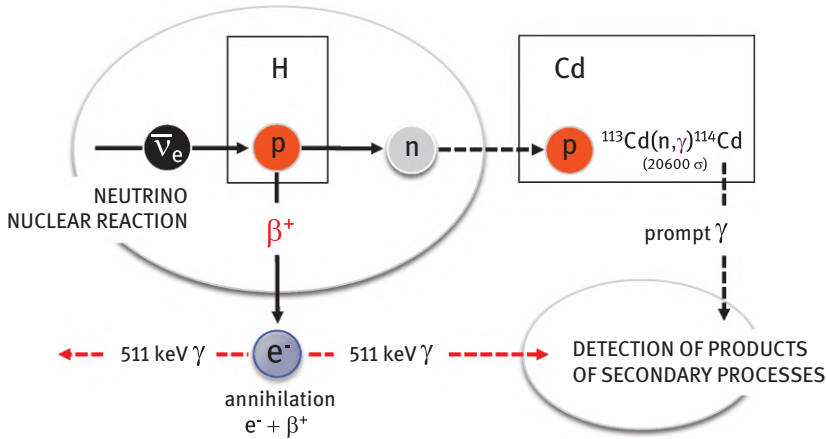 H
Cd
ν̅e
p
n
p
¹¹³Cd(n,γ)¹¹⁴Cd
(20600 σ)
NEUTRINO
NUCLEAR REACTION
β⁺
prompt γ
511 keV γ
e⁻
511 keV γ
DETECTION OF PRODUCTS
OF SECONDARY PROCESSES
annihilation
e⁻ + β⁺